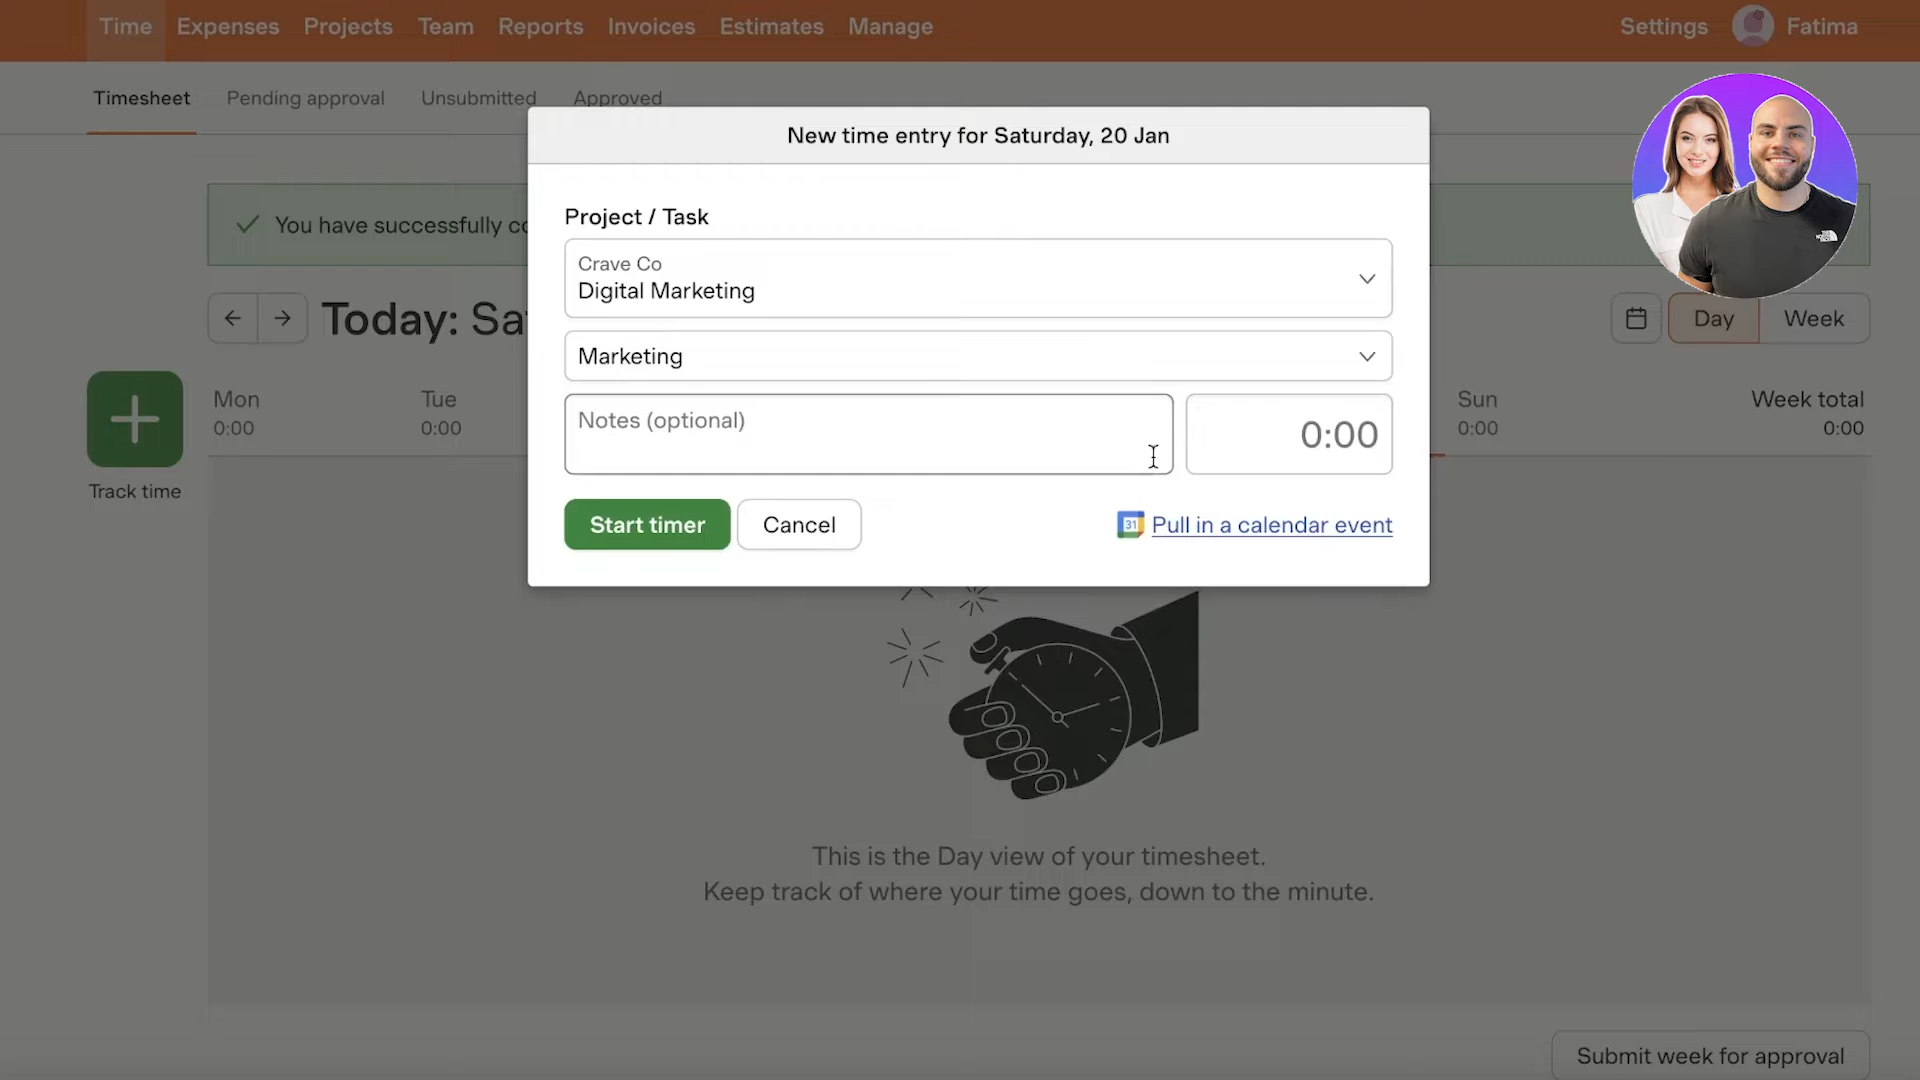 Time Expenses Projects Team Reports Invoices Estimates Manage Settings Fatima
Timesheet Pending approval Unsubmitted Approved
New time entry for Saturday, 20 Jan
You have successfully
Project / Task
Crave Co
Digital Marketing
Today:
Day Week
Marketing
Mon Tue Sun Week total
0:00 0:00 0:00 0:00
Notes (optional)
0:00
Track time
Start timer Cancel 31 Pull in a calendar event
This is the Day view of your timesheet.
Keep track of where your time goes, down to the minute.
Submit week for approval